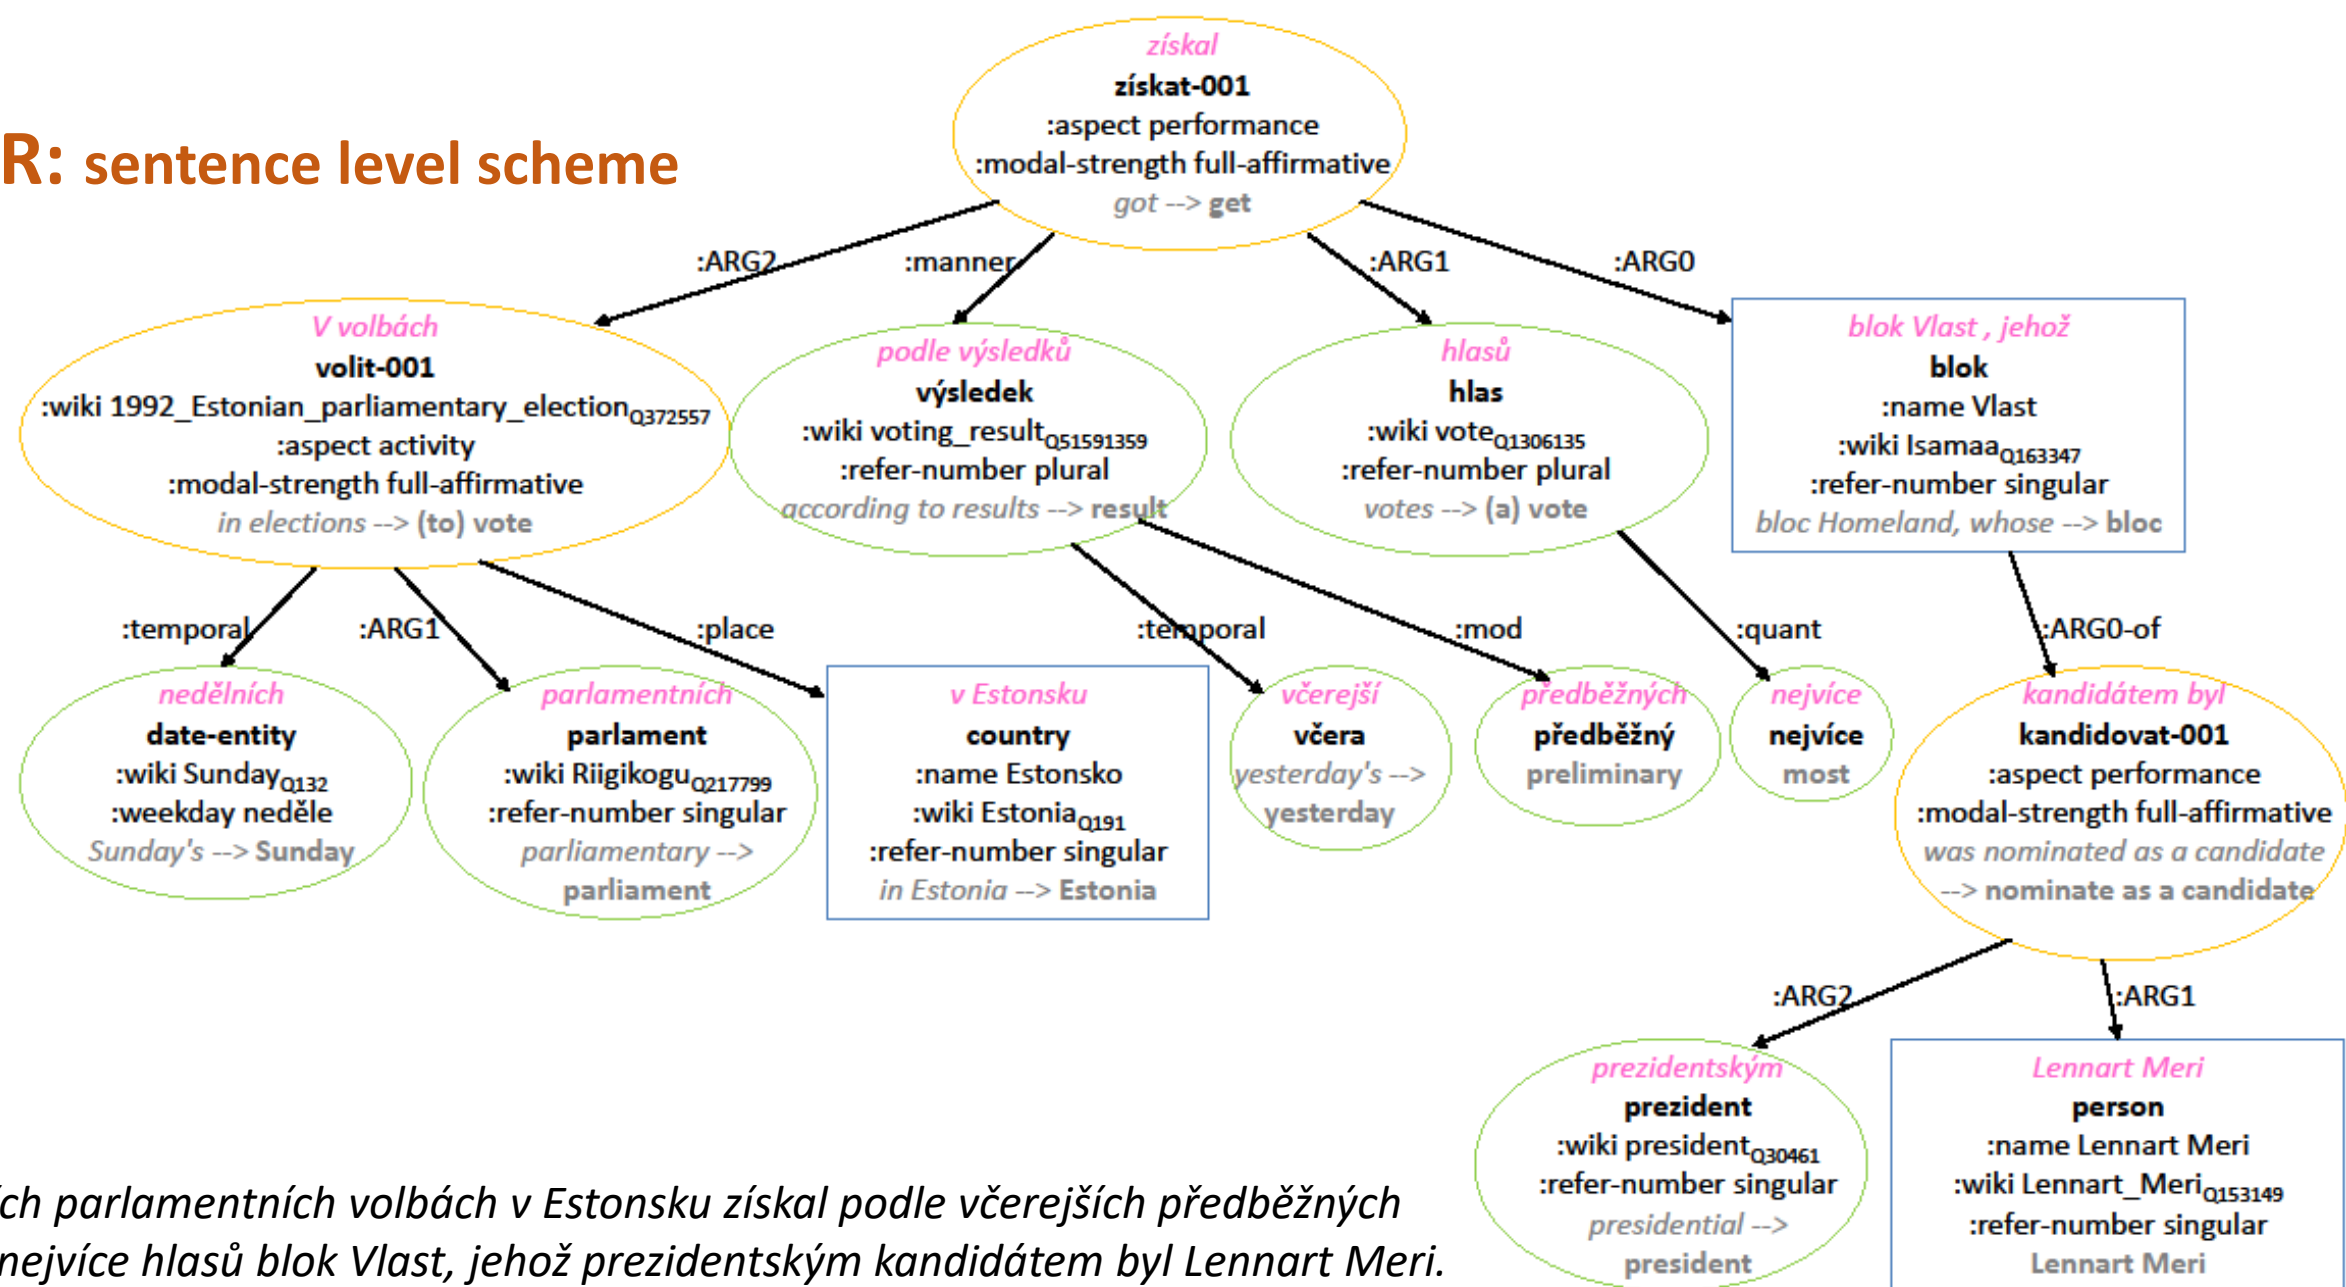 R: sentence level scheme
získal
získat-001
:aspect performance
:modal-strength full-affirmative
got --> get
:ARG2
:manner
:ARG1
:ARG0
V volbách
volit-001
:wiki 1992_Estonian_parliamentary_electionQ372557
:aspect activity
:modal-strength full-affirmative
in elections --> (to) vote
podle výsledků
výsledek
:wiki voting_resultQ51591359
:refer-number plural
according to results --> result
hlasů
hlas
:wiki voteQ1306135
:refer-number plural
votes --> (a) vote
blok Vlast , jehož
blok
:name Vlast
:wiki IsamaaQ163347
:refer-number singular
bloc Homeland, whose --> bloc
:temporal
:ARG1
:place
:temporal
:mod
:quant
:ARG0-of
nedělních
date-entity
:wiki SundayQ132
:weekday neděle
Sunday's --> Sunday
parlamentních
parlament
:wiki RiigikoguQ217799
:refer-number singular
parliamentary -->
parliament
v Estonsku
country
:name Estonsko
:wiki EstoniaQ191
:refer-number singular
in Estonia --> Estonia
včerejší
včera
yesterday's -->
yesterday
předběžných
předběžný
preliminary
nejvíce
nejvíce
most
kandidátem byl
kandidovat-001
:aspect performance
:modal-strength full-affirmative
was nominated as a candidate
--> nominate as a candidate
:ARG2
:ARG1
prezidentským
prezident
:wiki presidentQ30461
:refer-number singular
presidential -->
president
Lennart Meri
person
:name Lennart Meri
:wiki Lennart_MeriQ153149
:refer-number singular
Lennart Meri
ch parlamentních volbách v Estonsku získal podle včerejších předběžných
nejvíce hlasů blok Vlast, jehož prezidentským kandidátem byl Lennart Meri.